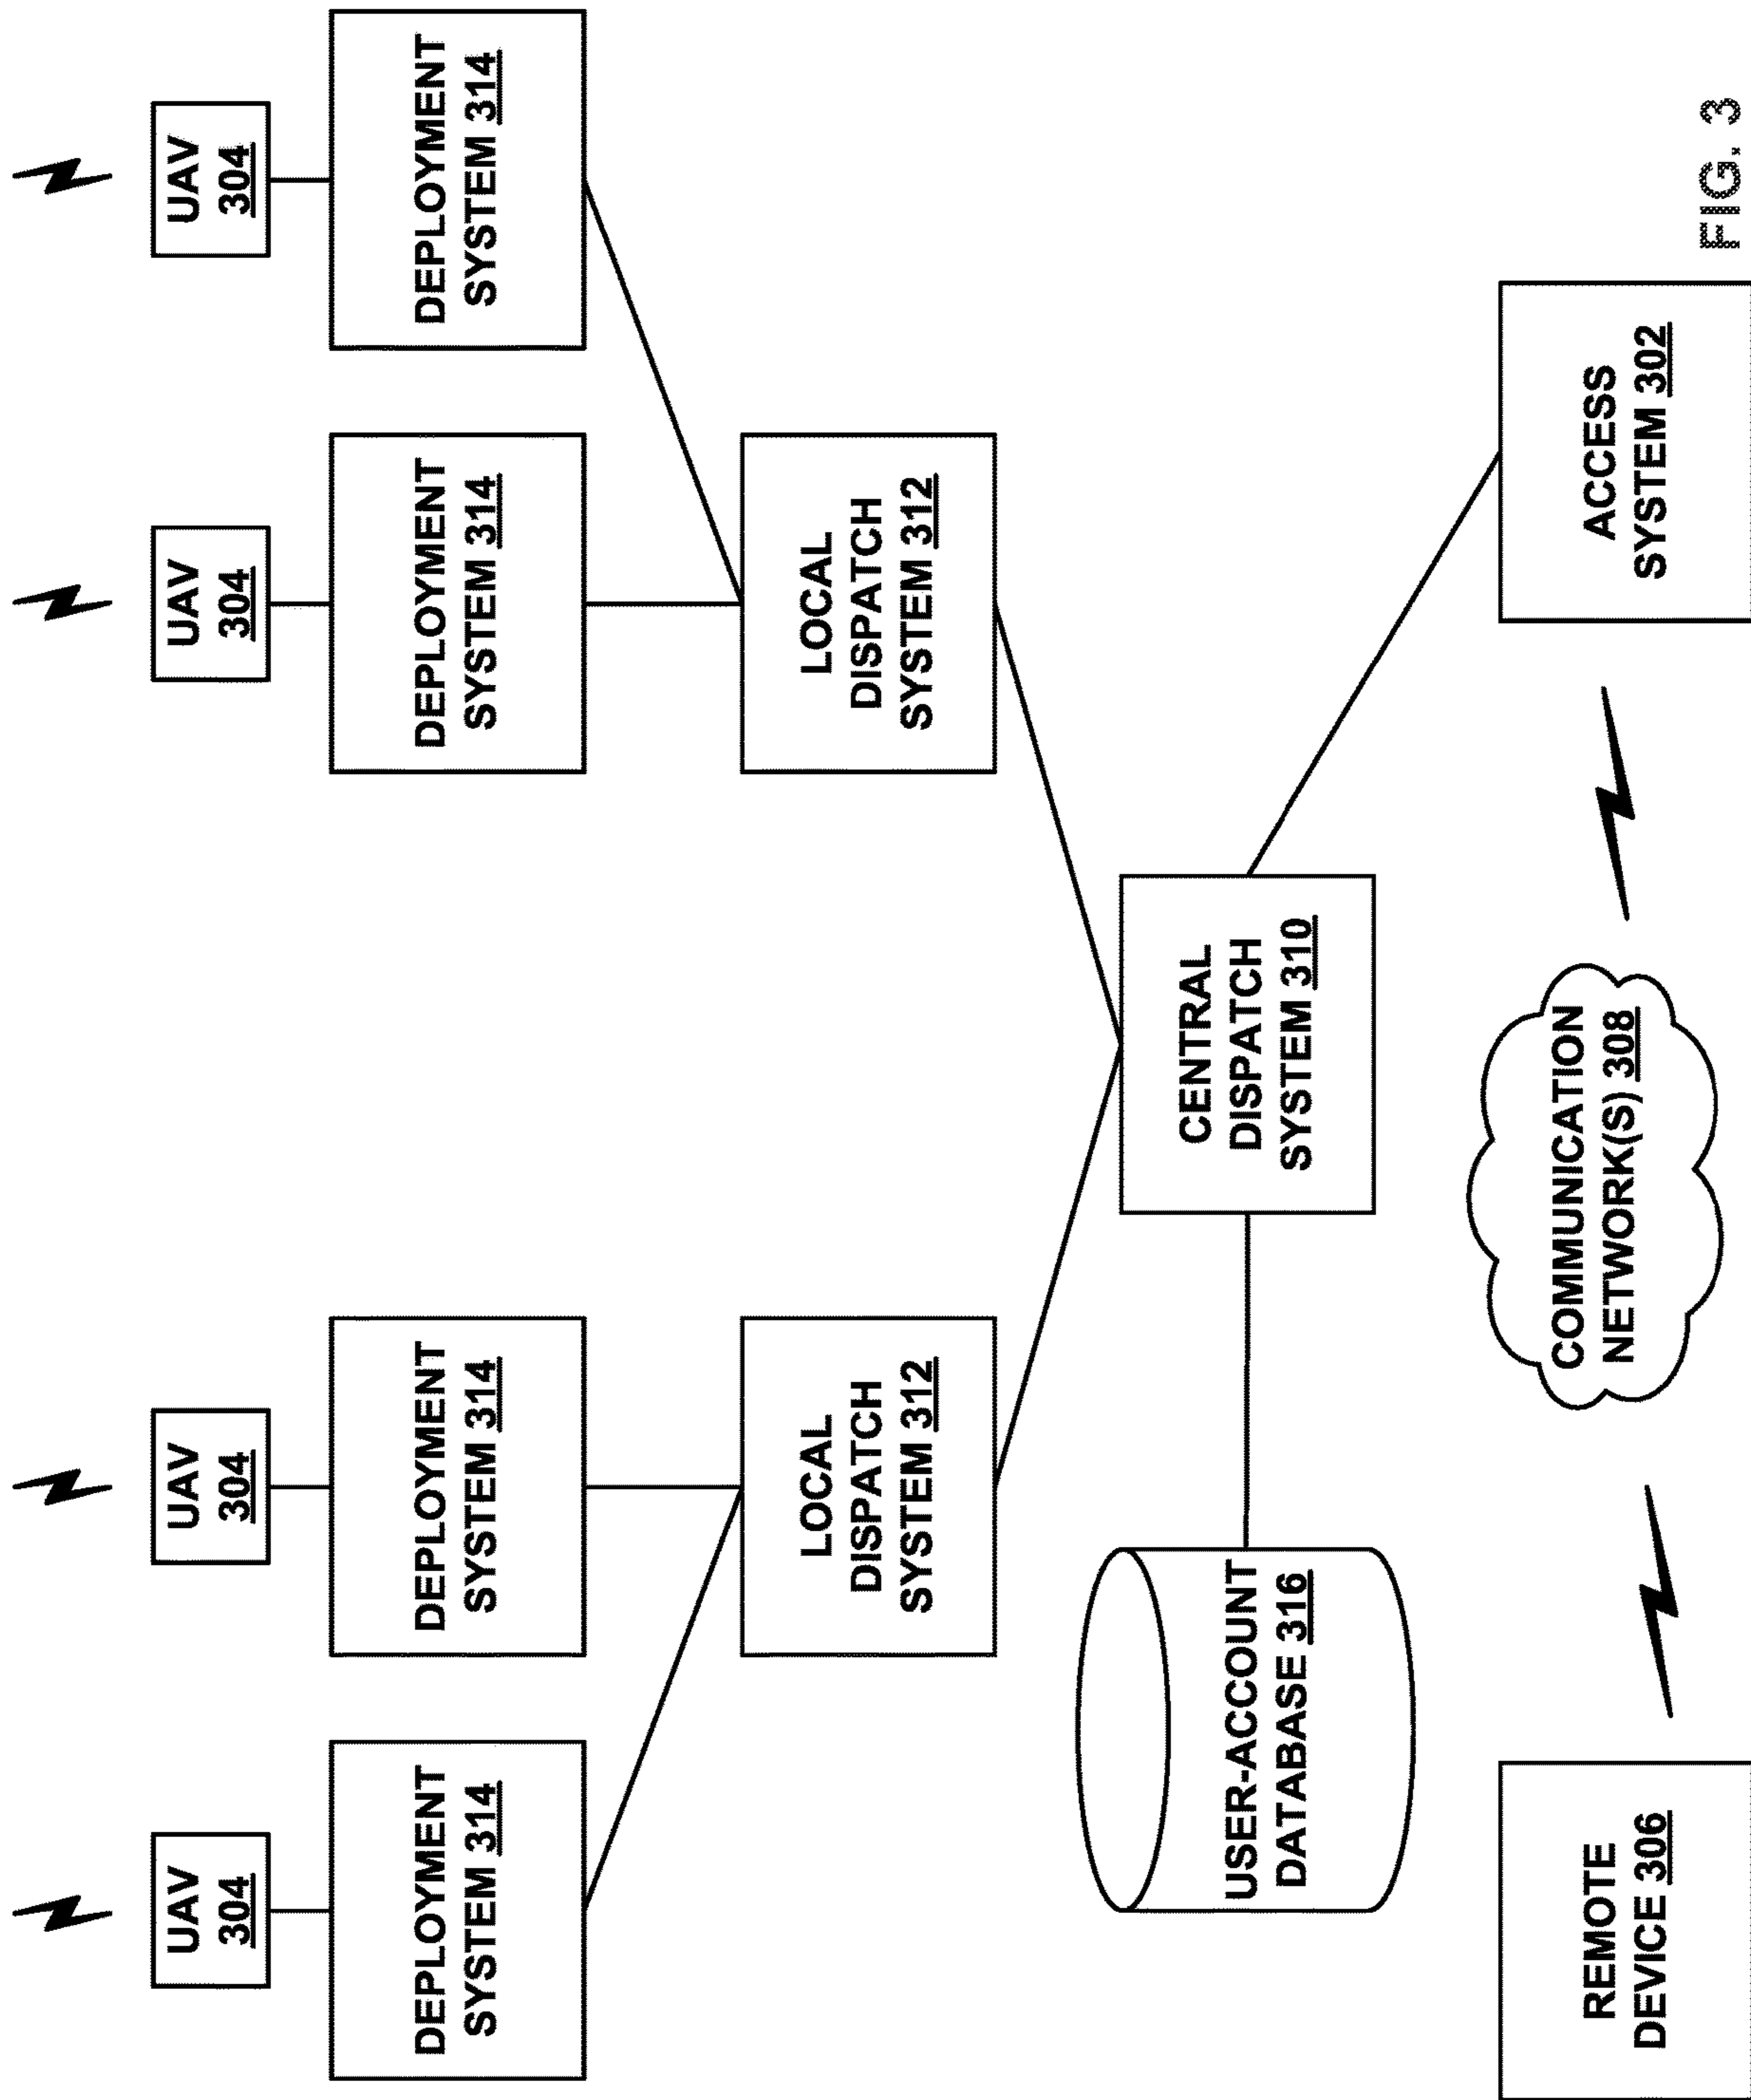 UAV
304
UAV
304
UAV
304
UAV
304
DEPLOYMENT
SYSTEM 314
DEPLOYMENT
SYSTEM 314
DEPLOYMENT
SYSTEM 314
DEPLOYMENT
SYSTEM 314
LOCAL
DISPATCH
SYSTEM 312
LOCAL
DISPATCH
SYSTEM 312
USER-ACCOUNT
DATABASE 316
CENTRAL
DISPATCH
SYSTEM 310
REMOTE
DEVICE 306
COMMUNICATION
NETWORK(S) 308
ACCESS
SYSTEM 302
FIG. 3